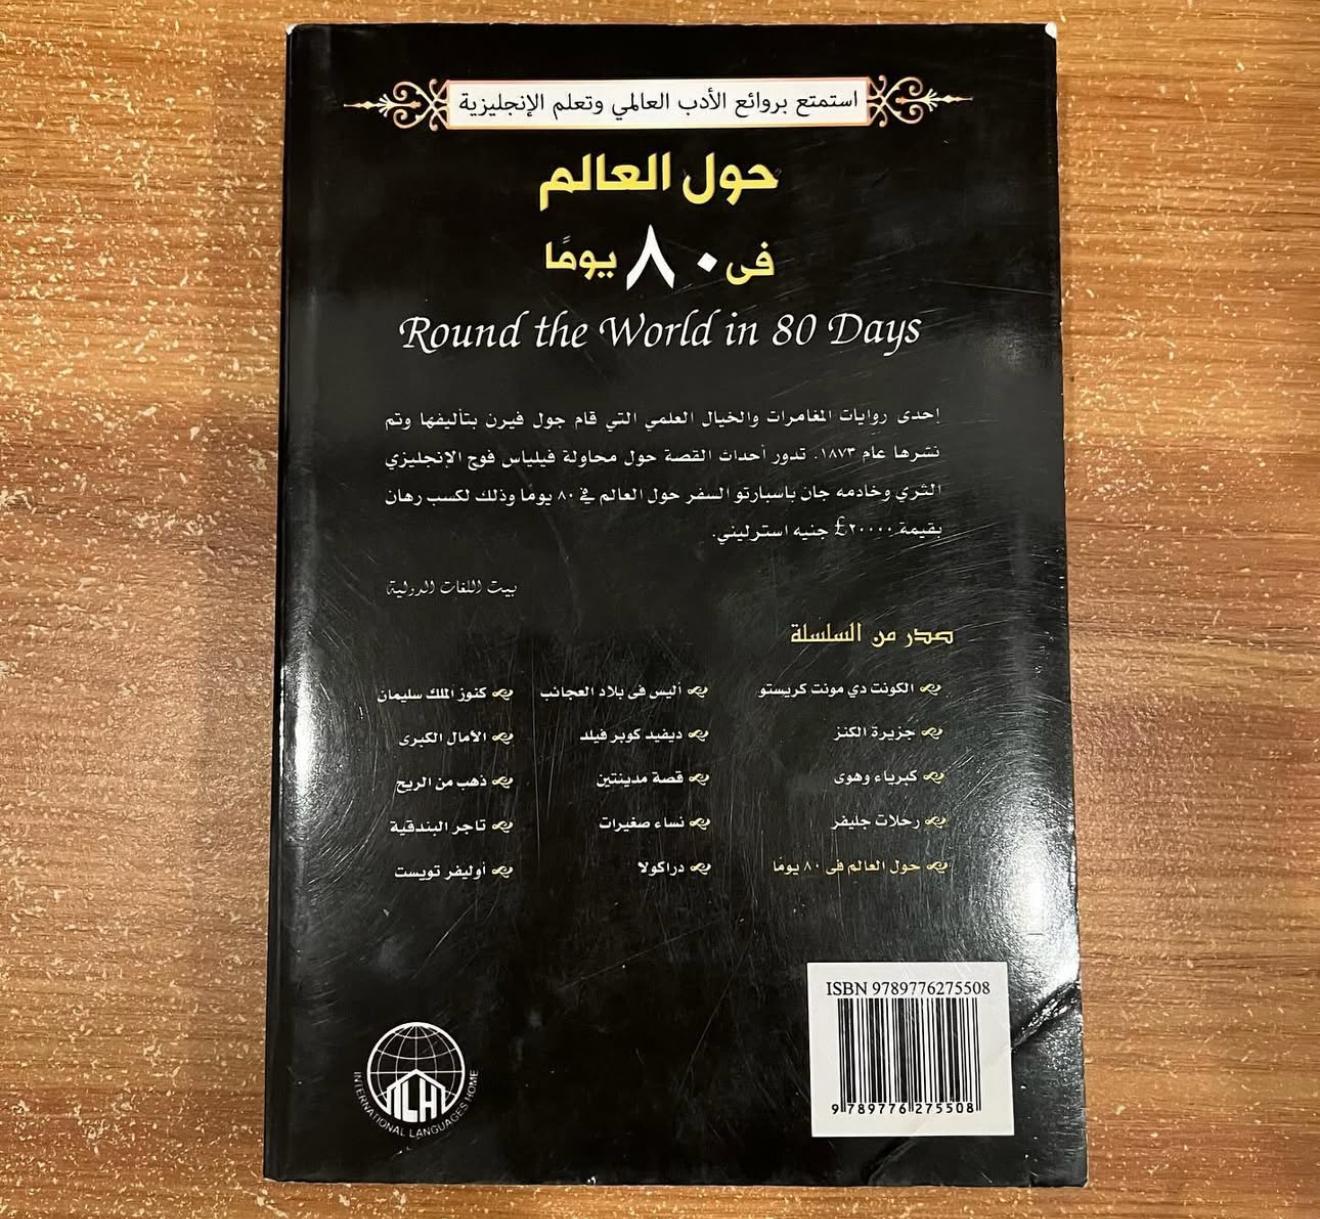 استمتع بروائع الأدب العالمي وتعلم الإنجليزية
حول العالم
فى ٨٠ يومًا
Round the World in 80 Days
إحدى روايات المغامرات والخيال العلمي التي قام جول فيرن بتأليفها وتم
نشرها عام ١٨٧٣. تدور أحداث القصة حول محاولة فيلياس فوج الإنجليزي
الثري وخادمه جان باسبارتو السفر حول العالم في ٨٠ يوما وذلك لكسب رهان
بقيمة ٢٠٠٠٠£ جنيه استرليني.
بيت اللغات الدولية
صدر من السلسلة
الكونت دي مونت كريستو
أليس فى بلاد العجائب
كنوز الملك سليمان
جزيرة الكنز
ديفيد كوبر فيلد
الآمال الكبرى
كبرياء وهوى
قصة مدينتين
ذهب من الريح
رحلات جليفر
نساء صغيرات
تاجر البندقية
حول العالم فى ٨٠ يوما
دراكولا
أوليفر تويست
ISBN 9789776275508
9 789776 275508
ILH
INTERNATIONAL LANGUAGES HOME